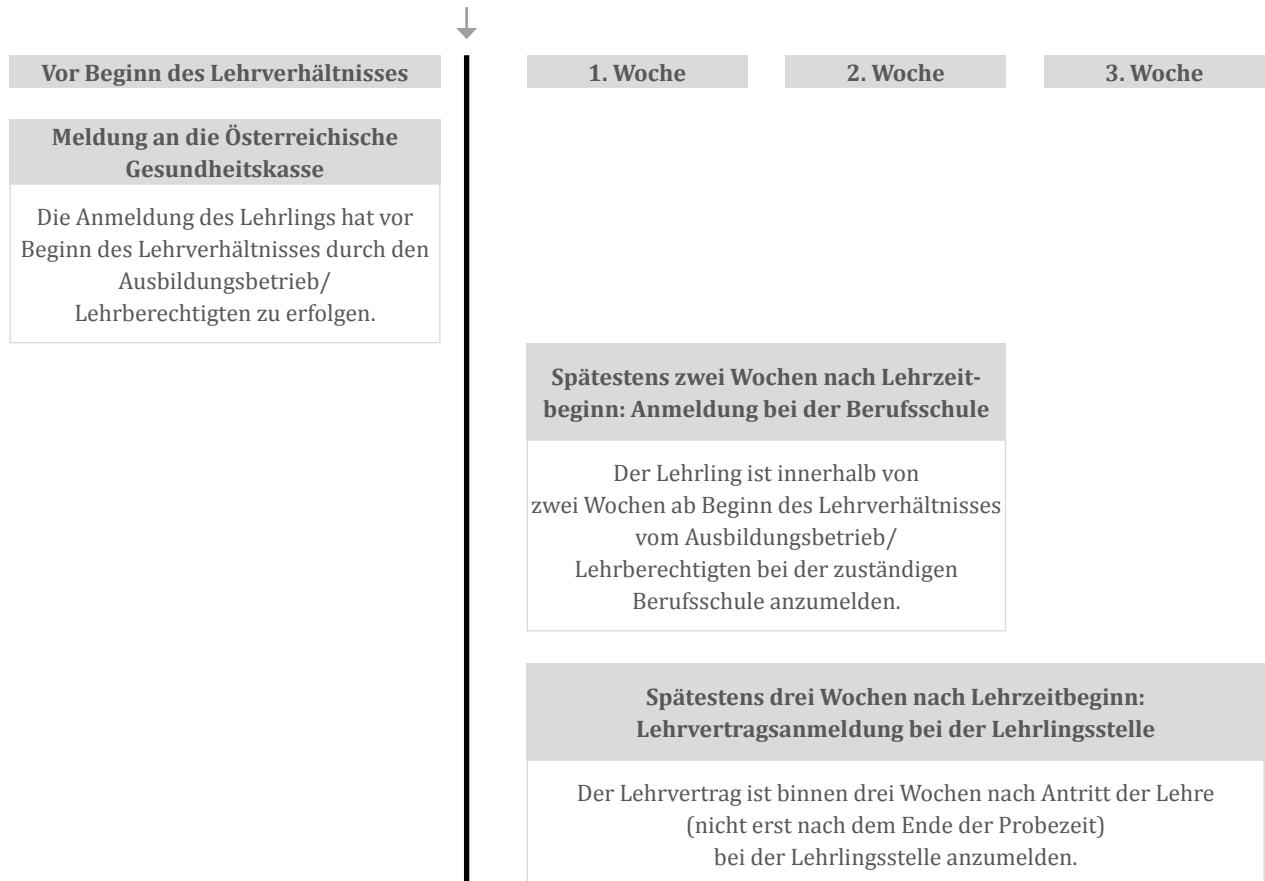 Vor Beginn des Lehrverhältnisses
1. Woche
2. Woche
3. Woche
Meldung an die Österreichische
Gesundheitskasse
Die Anmeldung des Lehrlings hat vor
Beginn des Lehrverhältnisses durch den
Ausbildungsbetrieb/
Lehrberechtigten zu erfolgen.
Spätestens zwei Wochen nach Lehrzeit-
beginn: Anmeldung bei der Berufsschule
Der Lehrling ist innerhalb von
zwei Wochen ab Beginn des Lehrverhältnisses
vom Ausbildungsbetrieb/
Lehrberechtigten bei der zuständigen
Berufsschule anzumelden.
Spätestens drei Wochen nach Lehrzeitbeginn:
Lehrvertragsanmeldung bei der Lehrlingsstelle
Der Lehrvertrag ist binnen drei Wochen nach Antritt der Lehre
(nicht erst nach dem Ende der Probezeit)
bei der Lehrlingsstelle anzumelden.